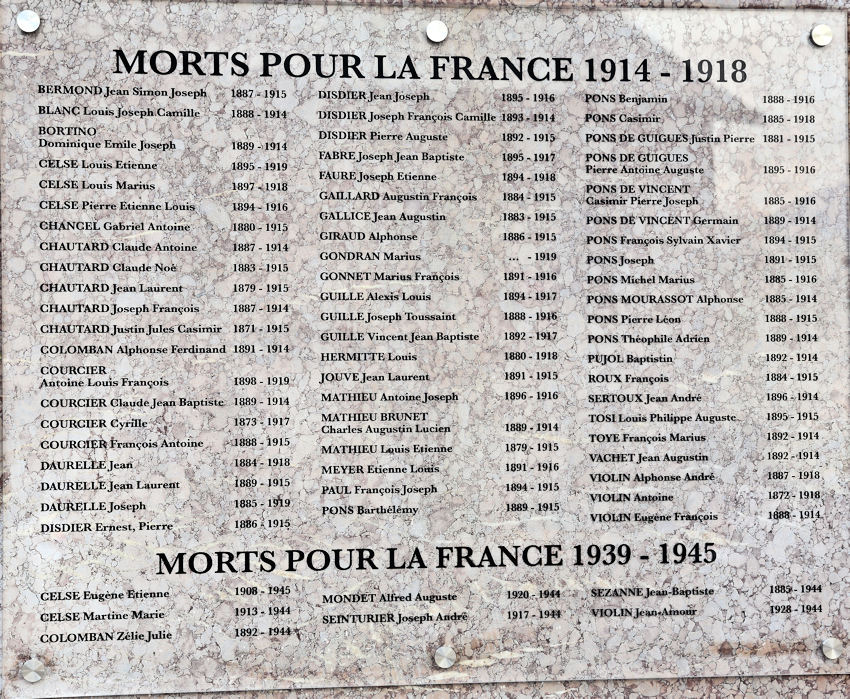 MORTS POUR LA FRANCE 1914 - 1918
BERMOND Jean Simon Joseph 1887 - 1915
BLANC Louis Joseph Camille 1888 - 1914
BORTINO
Dominique Emile Joseph 1889 - 1914
CELSE Louis Etienne 1895 - 1919
CELSE Louis Marius 1897 - 1918
CELSE Pierre Etienne Louis 1894 - 1916
CHANCEL Gabriel Antoine 1880 - 1915
CHAUTARD Claude Antoine 1887 - 1914
CHAUTARD Claude Noë 1883 - 1915
CHAUTARD Jean Laurent 1879 - 1915
CHAUTARD Joseph François 1887 - 1914
CHAUTARD Justin Jules Casimir 1871 - 1915
COLOMBAN Alphonse Ferdinand 1891 - 1914
COURCIER
Antoine Louis François 1898 - 1919
COURCIER Claude Jean Baptiste 1889 - 1914
COURCIER Cyrille 1873 - 1917
COURCIER François Antoine 1888 - 1915
DAURELLE Jean 1884 - 1918
DAURELLE Jean Laurent 1889 - 1915
DAURELLE Joseph 1885 - 1919
DISDIER Ernest, Pierre 1886 - 1915
DISDIER Jean Joseph 1895 - 1916
DISDIER Joseph François Camille 1893 - 1914
DISDIER Pierre Auguste 1892 - 1915
FABRE Joseph Jean Baptiste 1895 - 1917
FAURE Joseph Etienne 1894 - 1918
GAILLARD Augustin François 1884 - 1915
GALLICE Jean Augustin 1883 - 1915
GIRAUD Alphonse 1886 - 1915
GONDRAN Marius ... - 1919
GONNET Marius François 1891 - 1916
GUILLE Alexis Louis 1894 - 1917
GUILLE Joseph Toussaint 1888 - 1916
GUILLE Vincent Jean Baptiste 1892 - 1917
HERMITTE Louis 1880 - 1918
JOUVE Jean Laurent 1891 - 1915
MATHIEU Antoine Joseph 1896 - 1916
MATHIEU BRUNET
Charles Augustin Lucien 1889 - 1914
MATHIEU Louis Etienne 1879 - 1915
MEYER Etienne Louis 1891 - 1916
PAUL François Joseph 1894 - 1915
PONS Barthélémy 1889 - 1915
PONS Benjamin 1888 - 1916
PONS Casimir 1885 - 1918
PONS DE GUIGUES Justin Pierre 1881 - 1915
PONS DE GUIGUES
Pierre Antoine Auguste 1895 - 1916
PONS DE VINCENT
Casimir Pierre Joseph 1885 - 1916
PONS DE VINCENT Germain 1889 - 1914
PONS François Sylvain Xavier 1894 - 1915
PONS Joseph 1891 - 1915
PONS Michel Marius 1885 - 1916
PONS MOURASSOT Alphonse 1885 - 1914
PONS Pierre Léon 1888 - 1915
PONS Théophile Adrien 1889 - 1914
PUJOL Baptistin 1892 - 1914
ROUX François 1884 - 1915
SERTOUX Jean André 1896 - 1914
TOSI Louis Philippe Auguste 1895 - 1915
TOYE François Marius 1892 - 1914
VACHET Jean Augustin 1892 - 1914
VIOLIN Alphonse André 1887 - 1918
VIOLIN Antoine 1872 - 1918
VIOLIN Eugène François 1888 - 1914
MORTS POUR LA FRANCE 1939 - 1945
CELSE Eugène Etienne 1908 - 1945
CELSE Martine Marie 1913 - 1944
COLOMBAN Zélie Julie 1892 - 1944
MONDET Alfred Auguste 1920 - 1944
SEINTURIER Joseph André 1917 - 1944
SEZANNE Jean-Baptiste 1885 - 1944
VIOLIN Jean-Amour 1928 - 1944